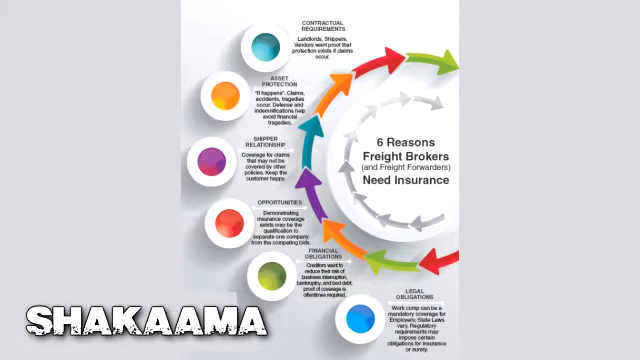 CONTRACTUAL
REQUIREMENTS
Landlords, Shippers,
Vendors want proof that
protection exists if claims
occur.
ASSET
PROTECTION
"It happens". Claims,
accidents, tragedies
occur. Defense and
indemnifications help
avoid financial
tragedies.
SHIPPER
RELATIONSHIP
Coverage for claims
that may not be
covered by other
policies. Keep the
customer happy.
OPPORTUNITIES
Demonstrating
insurance coverage
exists may be the
qualification to
separate one company
from the competing bids.
FINANCIAL
OBLIGATIONS
Creditors want to
reduce their risk of
business interruption,
bankruptcy, and bad debt,
proof of coverage is
oftentimes required.
LEGAL
OBLIGATIONS
Work comp can be a
mandatory coverage for
Employers; State Laws
vary. Regulatory
requirements may
impose certain
obligations for insurance
or surety.
6 Reasons
Freight Brokers
(and Freight Forwarders)
Need Insurance
SHAKAAMA